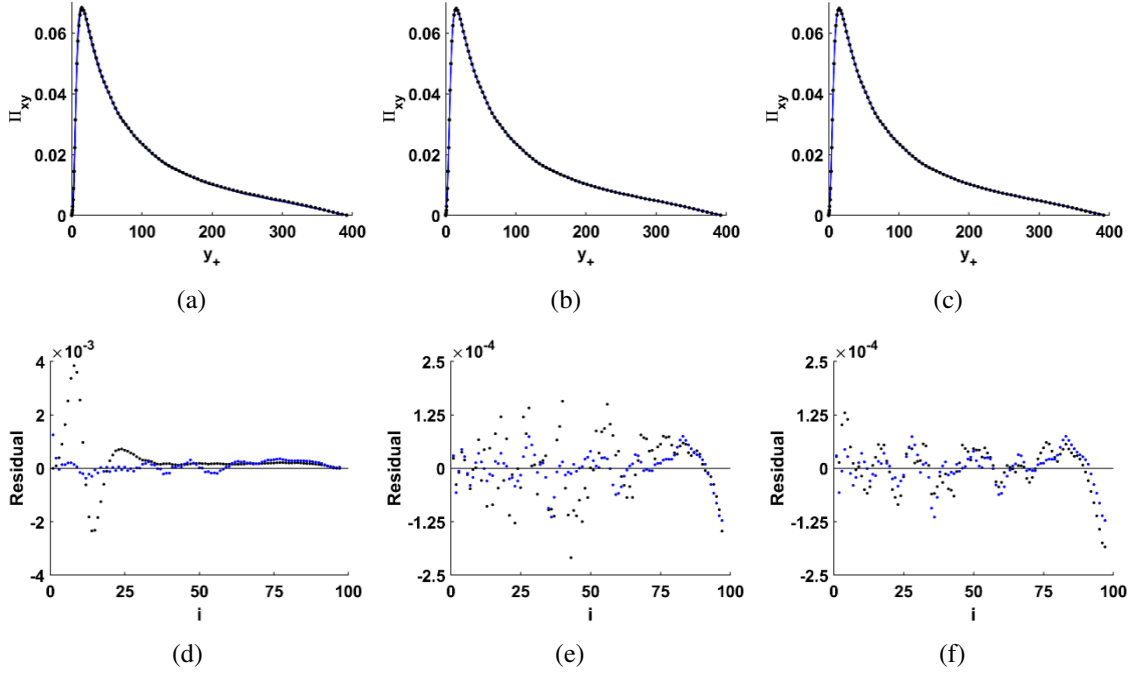 0.06
0.04
0.02
0
Π_xy
0 100 200 300 400
y_+
(a)
0.06
0.04
0.02
0
Π_xy
0 100 200 300 400
y_+
(b)
0.06
0.04
0.02
0
Π_xy
0 100 200 300 400
y_+
(c)
×10^-3
4
2
0
-2
-4
Residual
0 25 50 75 100
i
(d)
×10^-4
2.5
1.25
0
-1.25
-2.5
Residual
0 25 50 75 100
i
(e)
×10^-4
2.5
1.25
0
-1.25
-2.5
Residual
0 25 50 75 100
i
(f)